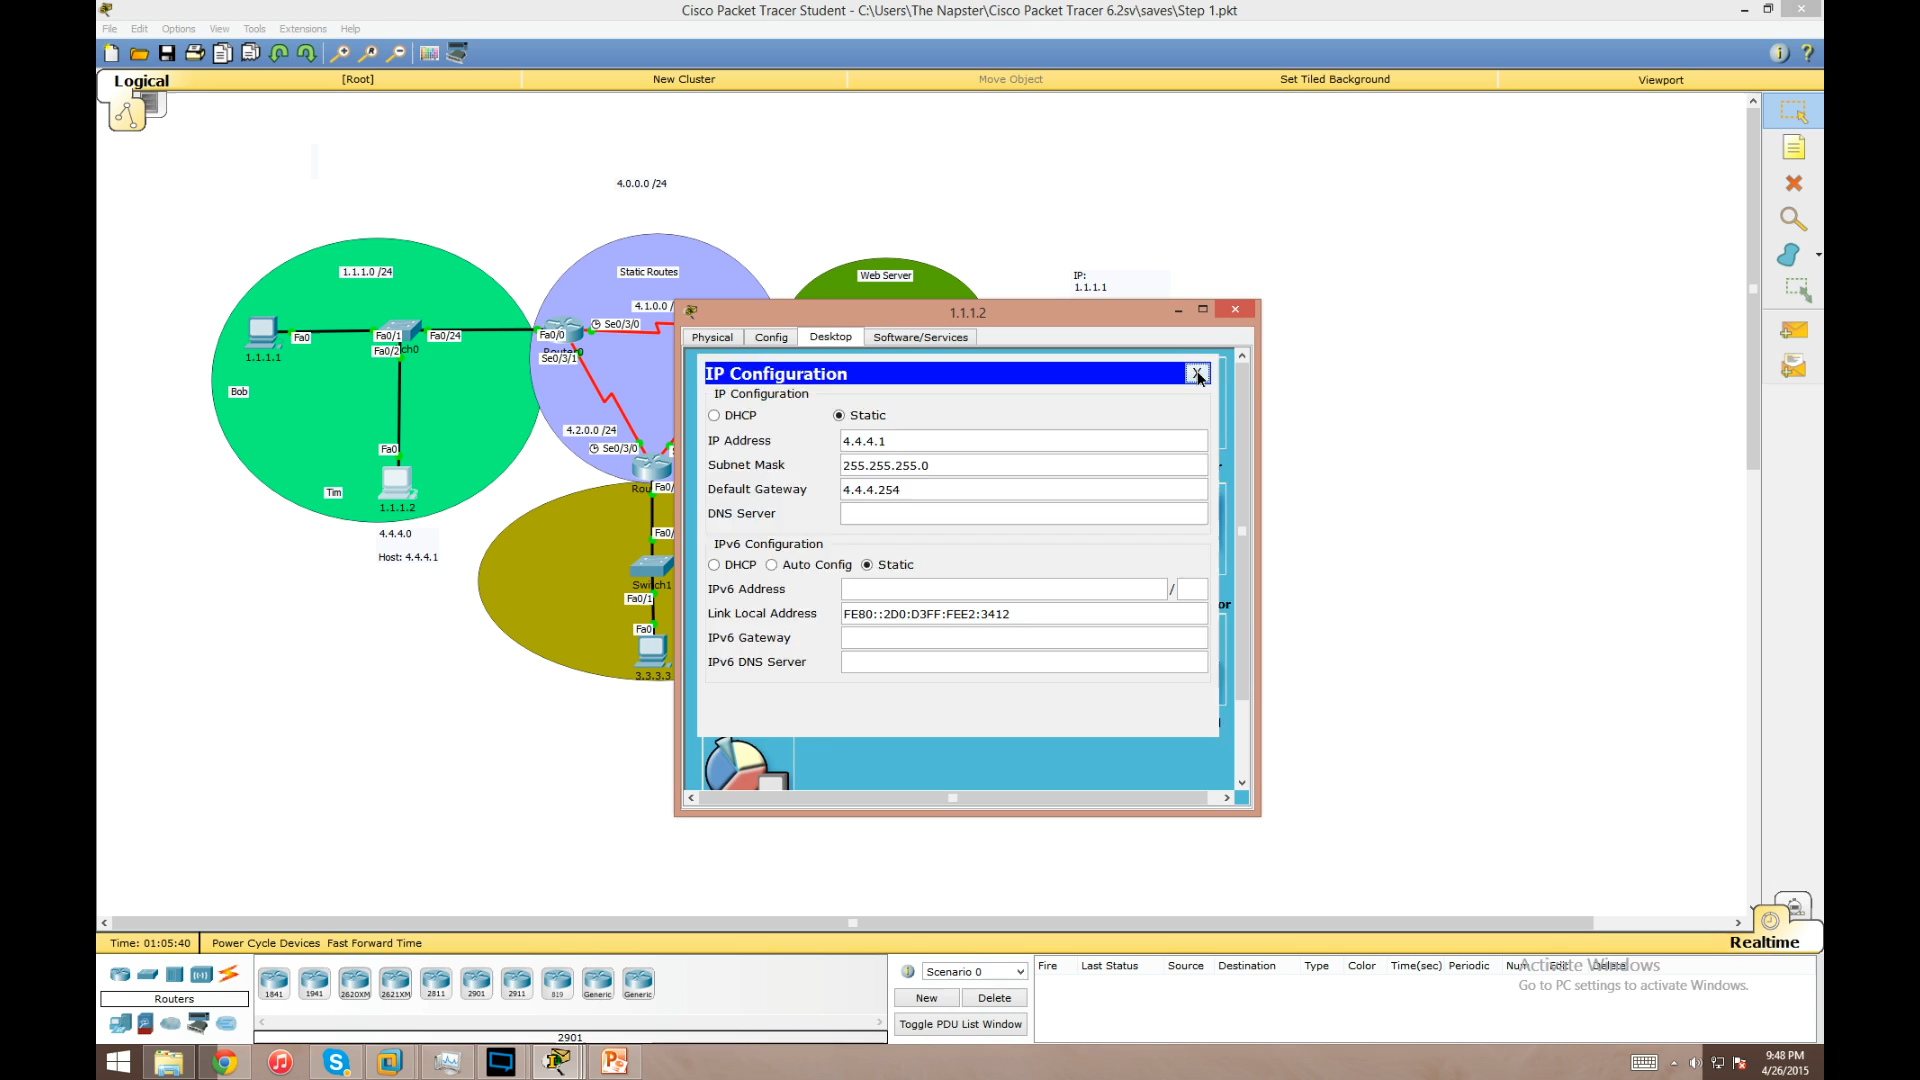 Cisco Packet Tracer Student - C:\Users\The Napster\Cisco Packet Tracer 6.2sv\saves\Step 1.pkt
File Edit Options View Tools Extensions Help
Logical [Root] New Cluster Move Object Set Tiled Background Viewport
4.0.0.0 /24
1.1.1.0 /24
Static Routes
Web Server
IP:
1.1.1.1
4.1.0.0 /
Se0/3/0
Fa0
Fa0/1
Fa0/24
Fa0/0
Fa0/2
ch0
Se0/3/1
1.1.1.1
Bob
4.2.0.0 /24
Se0/3/0
Fa0
Tim
1.1.1.2
Rou
Fa0/
4.4.4.0
Host: 4.4.4.1
Fa0/
Switch1
Fa0/1
Fa0
3.3.3.3
1.1.1.2
Physical Config Desktop Software/Services
IP Configuration X
IP Configuration
DHCP Static
IP Address 4.4.4.1
Subnet Mask 255.255.255.0
Default Gateway 4.4.4.254
DNS Server
IPv6 Configuration
DHCP Auto Config Static
IPv6 Address /
Link Local Address FE80::2D0:D3FF:FEE2:3412
IPv6 Gateway
IPv6 DNS Server
or
Time: 01:05:40 Power Cycle Devices Fast Forward Time Realtime
Routers
1841 1941 2620XM 2621XM 2811 2901 2911 819 Generic Generic
2901
Scenario 0
New Delete
Toggle PDU List Window
Fire Last Status Source Destination Type Color Time(sec) Periodic Num Edit Delete
Activate Windows
Go to PC settings to activate Windows.
9:48 PM
4/26/2015